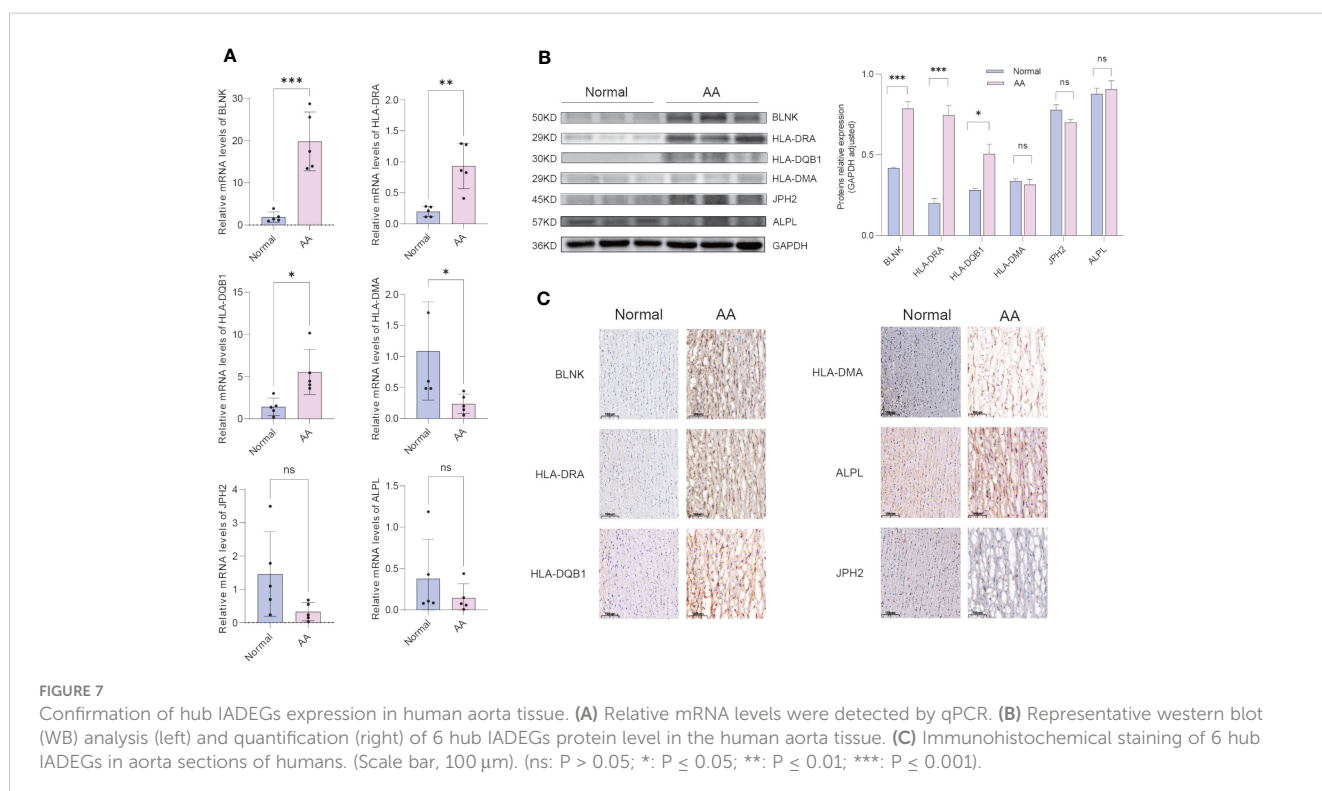 A
Relative mRNA levels of BLNK
30
20
10
0
***
Normal
AA
Relative mRNA levels of HLA-DRA
2.0
1.5
1.0
0.5
0.0
**
Normal
AA
Relative mRNA levels of HLA-DQB1
15
10
5
0
*
Normal
AA
Relative mRNA levels of HLA-DMA
2.0
1.5
1.0
0.5
0.0
*
Normal
AA
Relative mRNA levels of JPH2
4
3
2
1
0
ns
Normal
AA
Relative mRNA levels of ALPL
1.5
1.0
0.5
0.0
ns
Normal
AA
B
Normal AA
50KD BLNK
29KD HLA-DRA
30KD HLA-DQB1
29KD HLA-DMA
45KD JPH2
57KD ALPL
36KD GAPDH
Proteins relative expression
(GAPDH adjusted)
1.0
0.5
0.0
*** *** * ns ns ns
Normal
AA
BLNK
HLA-DRA
HLA-DQB1
HLA-DMA
JPH2
ALPL
C
Normal AA
BLNK
HLA-DRA
HLA-DQB1
Normal AA
HLA-DMA
ALPL
JPH2
FIGURE 7
Confirmation of hub IADEGs expression in human aorta tissue. (A) Relative mRNA levels were detected by qPCR. (B) Representative western blot
(WB) analysis (left) and quantification (right) of 6 hub IADEGs protein level in the human aorta tissue. (C) Immunohistochemical staining of 6 hub
IADEGs in aorta sections of humans. (Scale bar, 100 μm). (ns: P > 0.05; *: P ≤ 0.05; **: P ≤ 0.01; ***: P ≤ 0.001).